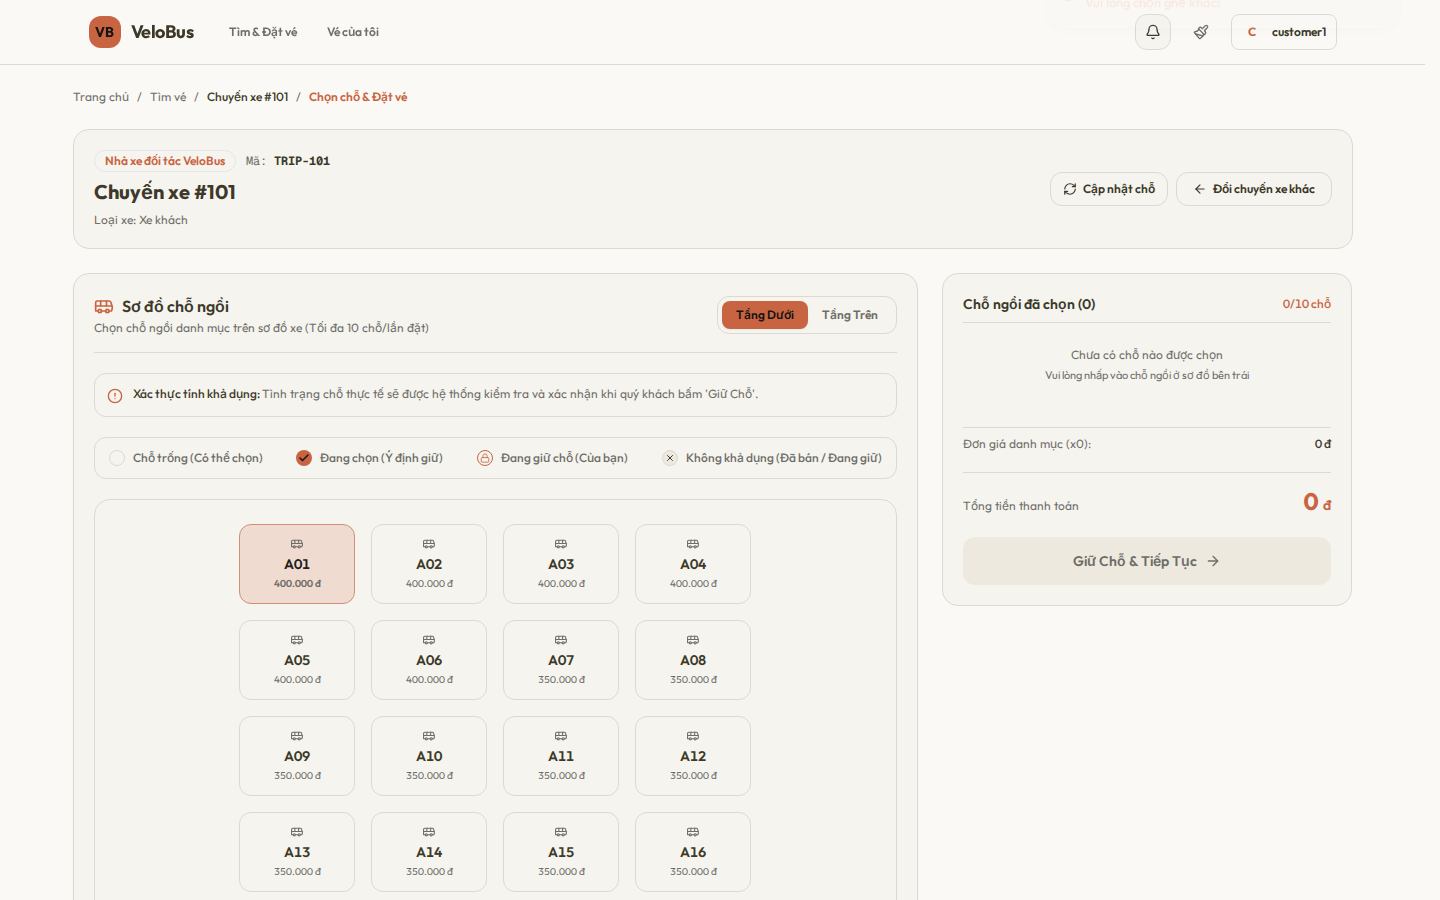 Vui lòng chọn ghế khác!
VB VeloBus Tìm & Đặt vé Vé của tôi C customer1
Trang chủ / Tìm vé / Chuyến xe #101 / Chọn chỗ & Đặt vé
Nhà xe đối tác VeloBus Mã: TRIP-101
Chuyến xe #101
Loại xe: Xe khách
Cập nhật chỗ Đổi chuyến xe khác
Sơ đồ chỗ ngồi
Chọn chỗ ngồi danh mục trên sơ đồ xe (Tối đa 10 chỗ/lần đặt)
Tầng Dưới Tầng Trên
Xác thực tính khả dụng: Tình trạng chỗ thực tế sẽ được hệ thống kiểm tra và xác nhận khi quý khách bấm 'Giữ Chỗ'.
Chỗ trống (Có thể chọn) Đang chọn (Ý định giữ) Đang giữ chỗ (Của bạn) Không khả dụng (Đã bán / Đang giữ)
A01 A02 A03 A04
400.000 đ 400.000 đ 400.000 đ 400.000 đ
A05 A06 A07 A08
400.000 đ 400.000 đ 350.000 đ 350.000 đ
A09 A10 A11 A12
350.000 đ 350.000 đ 350.000 đ 350.000 đ
A13 A14 A15 A16
350.000 đ 350.000 đ 350.000 đ 350.000 đ
Chỗ ngồi đã chọn (0) 0/10 chỗ
Chưa có chỗ nào được chọn
Vui lòng nhấp vào chỗ ngồi ở sơ đồ bên trái
Đơn giá danh mục (x0): 0 đ
Tổng tiền thanh toán 0 đ
Giữ Chỗ & Tiếp Tục